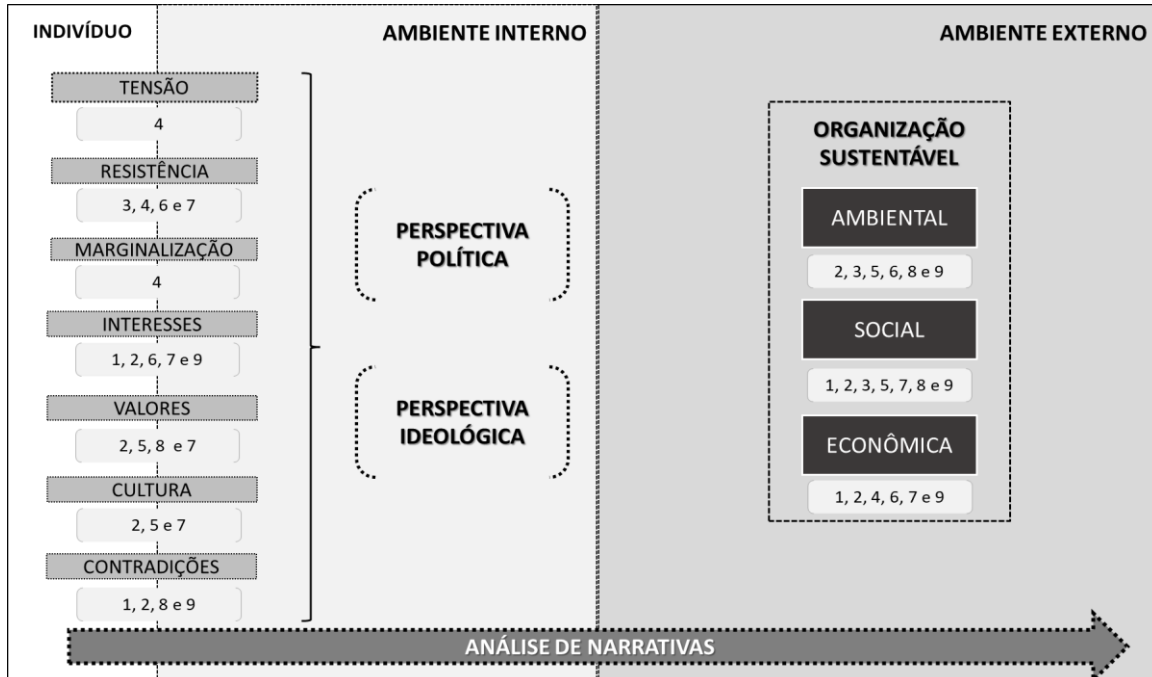 INDIVÍDUO
AMBIENTE INTERNO
AMBIENTE EXTERNO
TENSÃO
4
RESISTÊNCIA
3, 4, 6 e 7
MARGINALIZAÇÃO
4
INTERESSES
1, 2, 6, 7 e 9
VALORES
2, 5, 8 e 7
CULTURA
2, 5 e 7
CONTRADIÇÕES
1, 2, 8 e 9
PERSPECTIVA
POLÍTICA
PERSPECTIVA
IDEOLÓGICA
ORGANIZAÇÃO
SUSTENTÁVEL
AMBIENTAL
2, 3, 5, 6, 8 e 9
SOCIAL
1, 2, 3, 5, 7, 8 e 9
ECONÔMICA
1, 2, 4, 6, 7 e 9
ANÁLISE DE NARRATIVAS